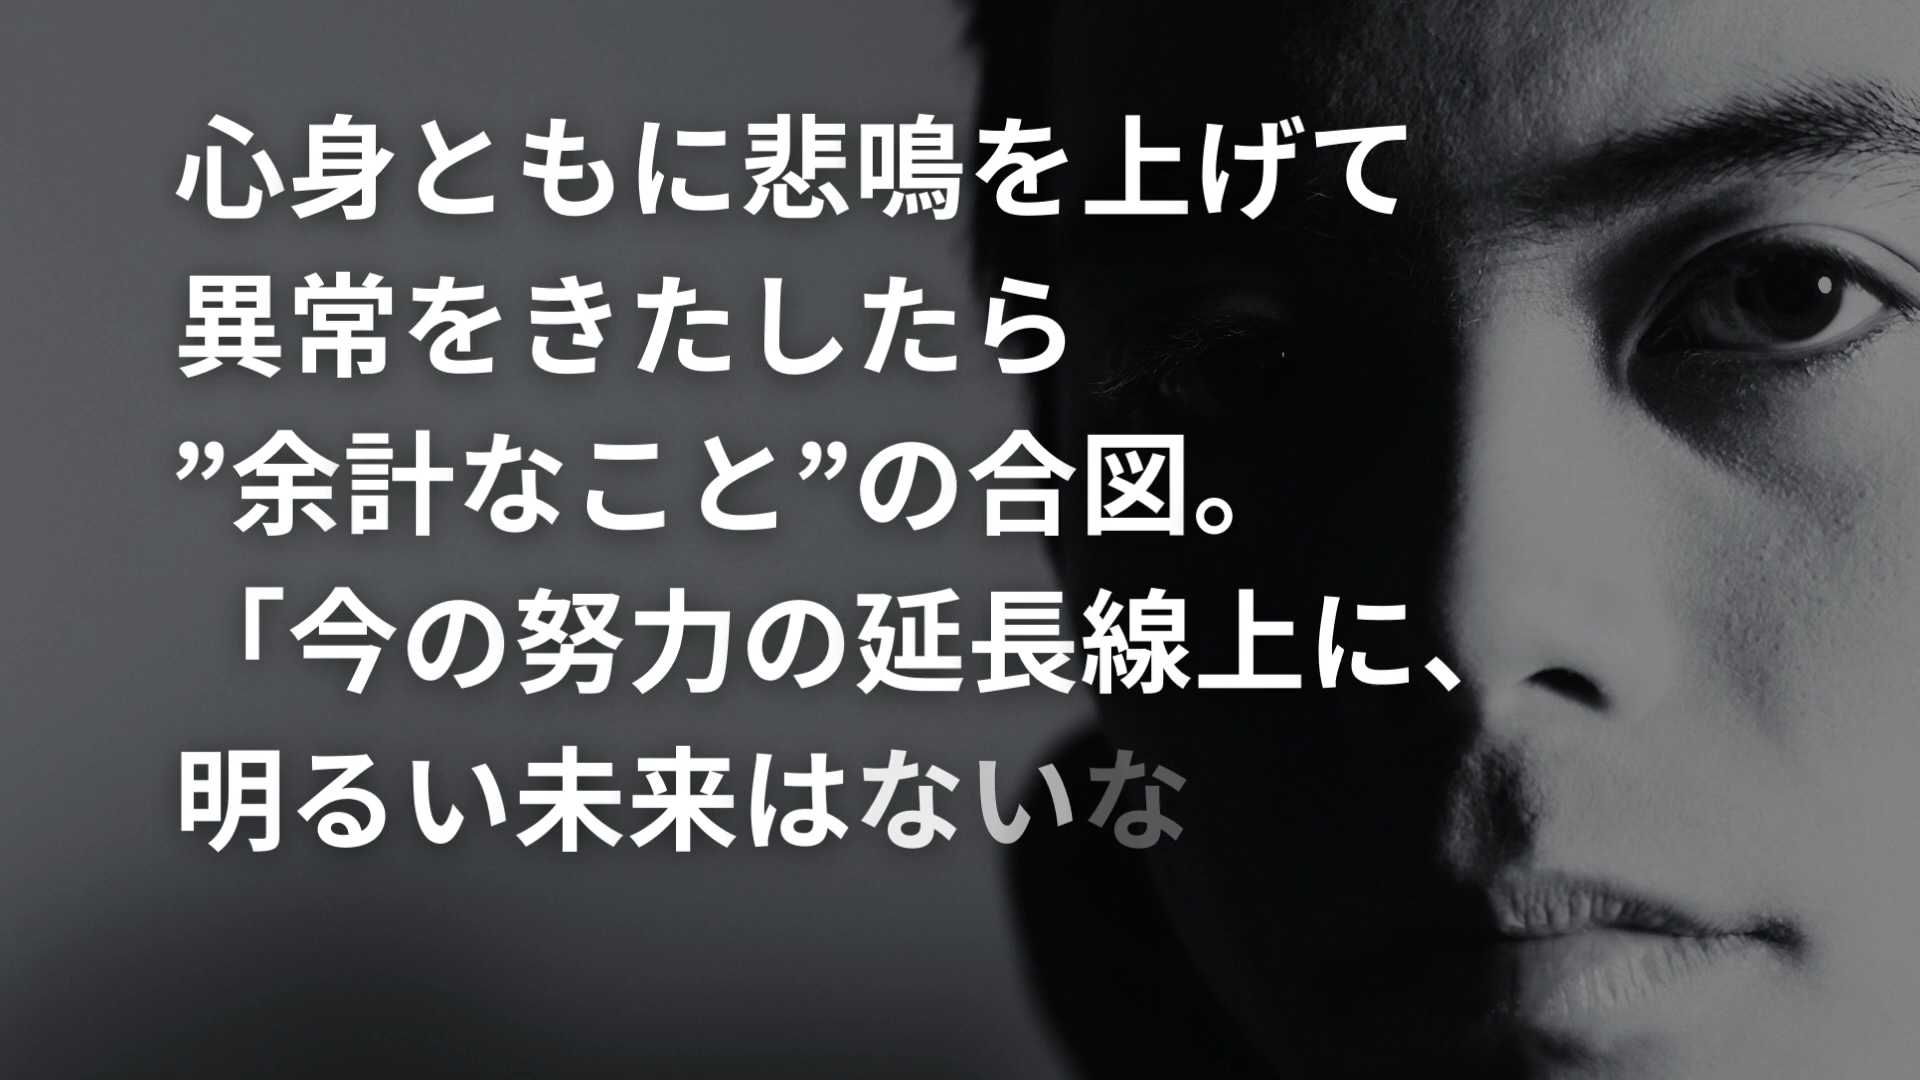 心身ともに悲鳴を上げて
異常をきたしたら
”余計なこと”の合図。
「今の努力の延長線上に、
明るい未来はないな